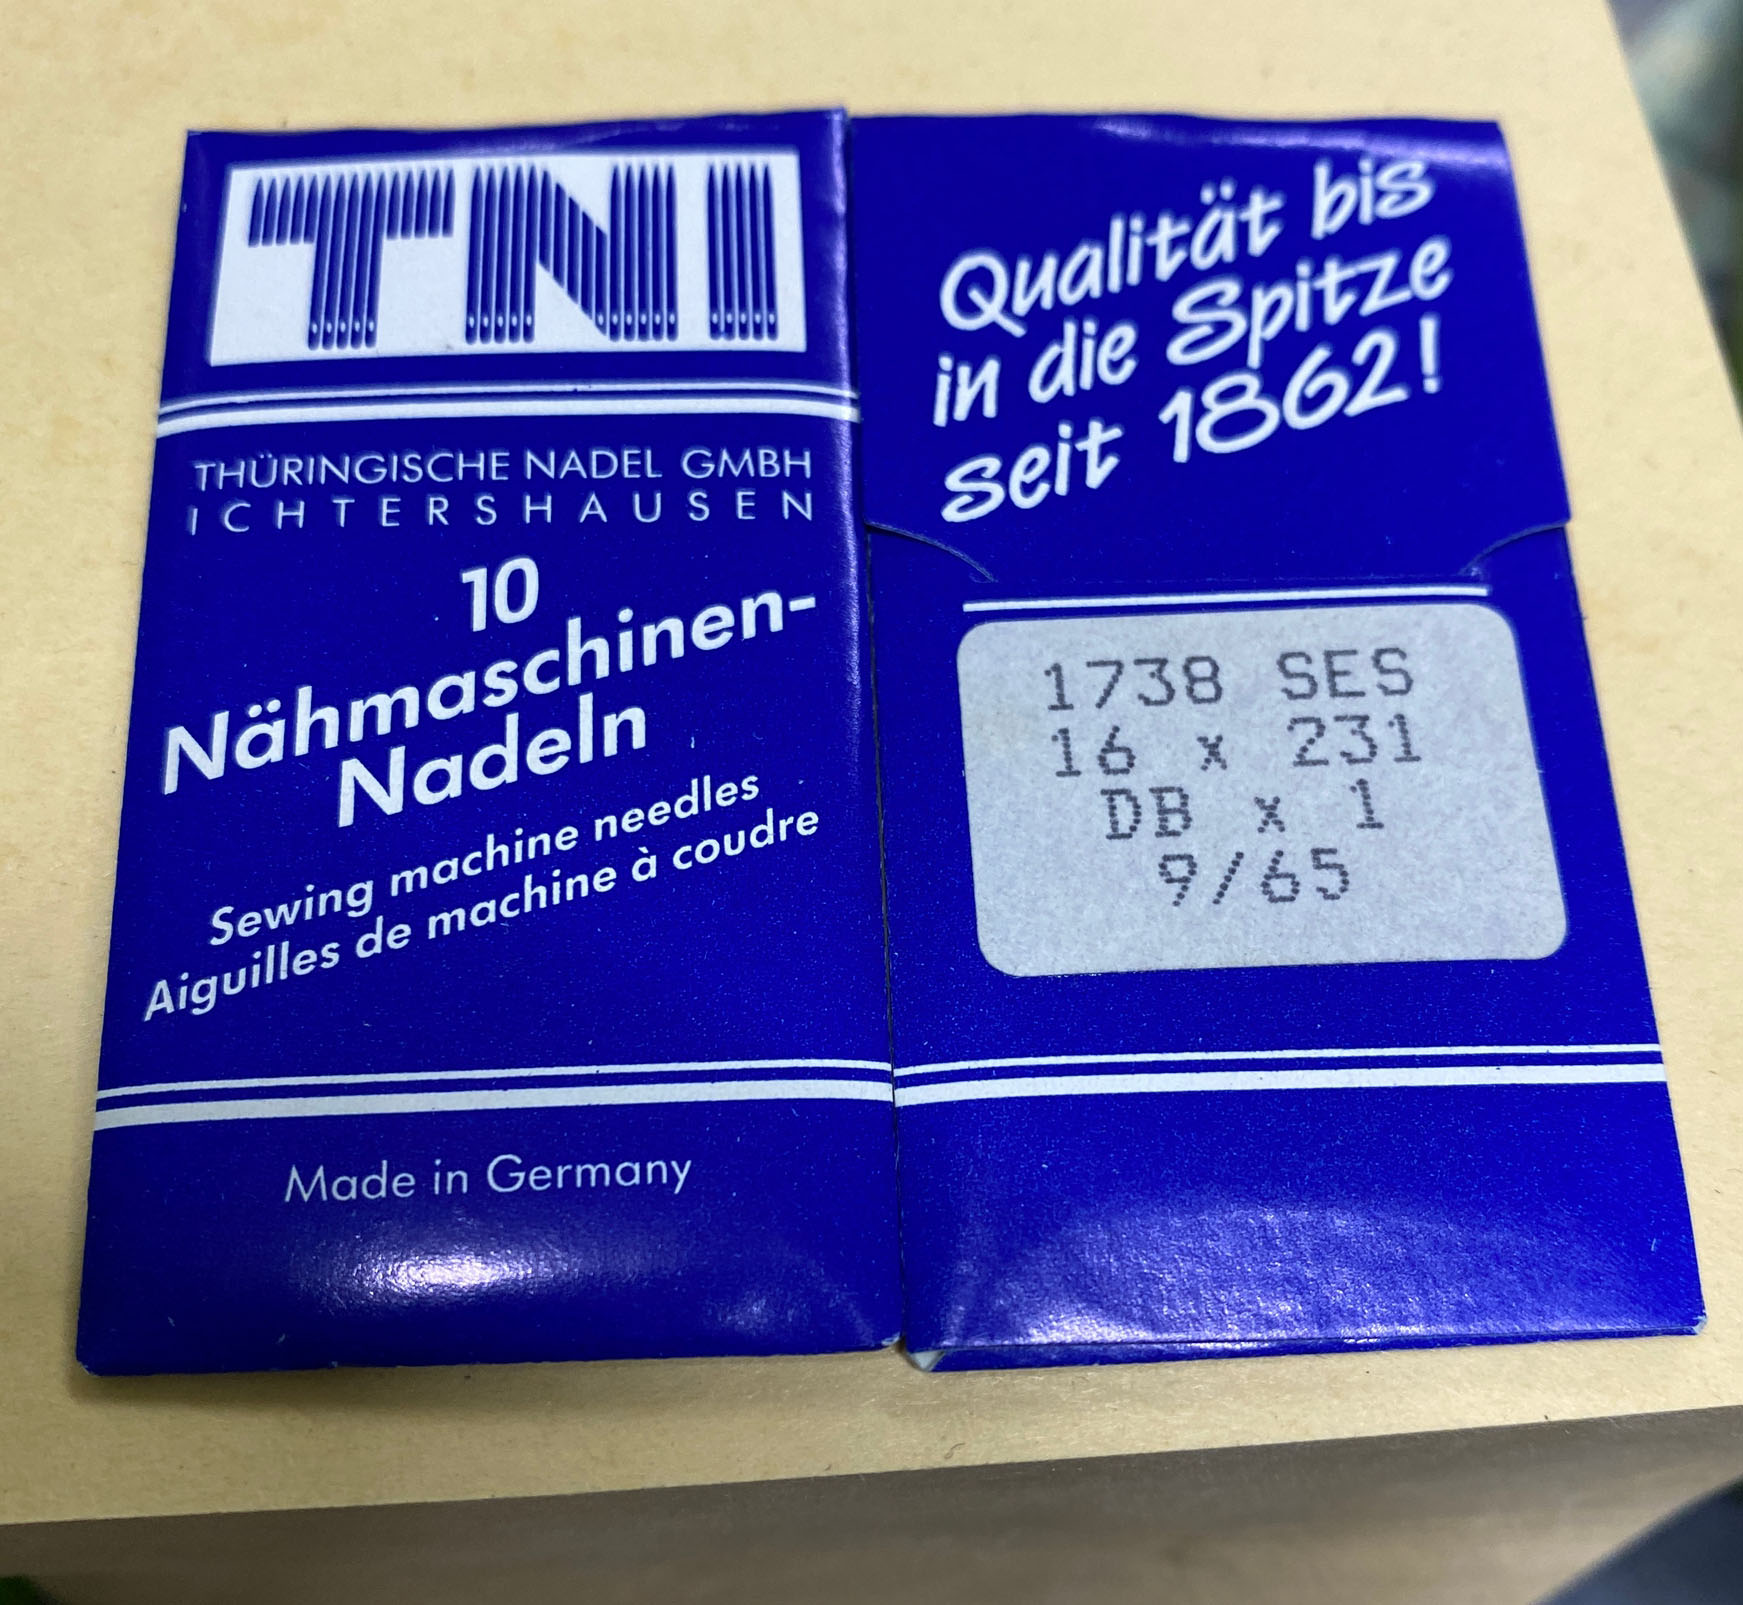 TNI
THÜRINGISCHE NADEL GMBH
ICHTERSHAUSEN
10
Nähmaschinen-
Nadeln
Sewing machine needles
Aiguilles de machine à coudre
Made in Germany
Qualität bis
in die Spitze
seit 1862!
1738 SES
16 x 231
DB x 1
9/65